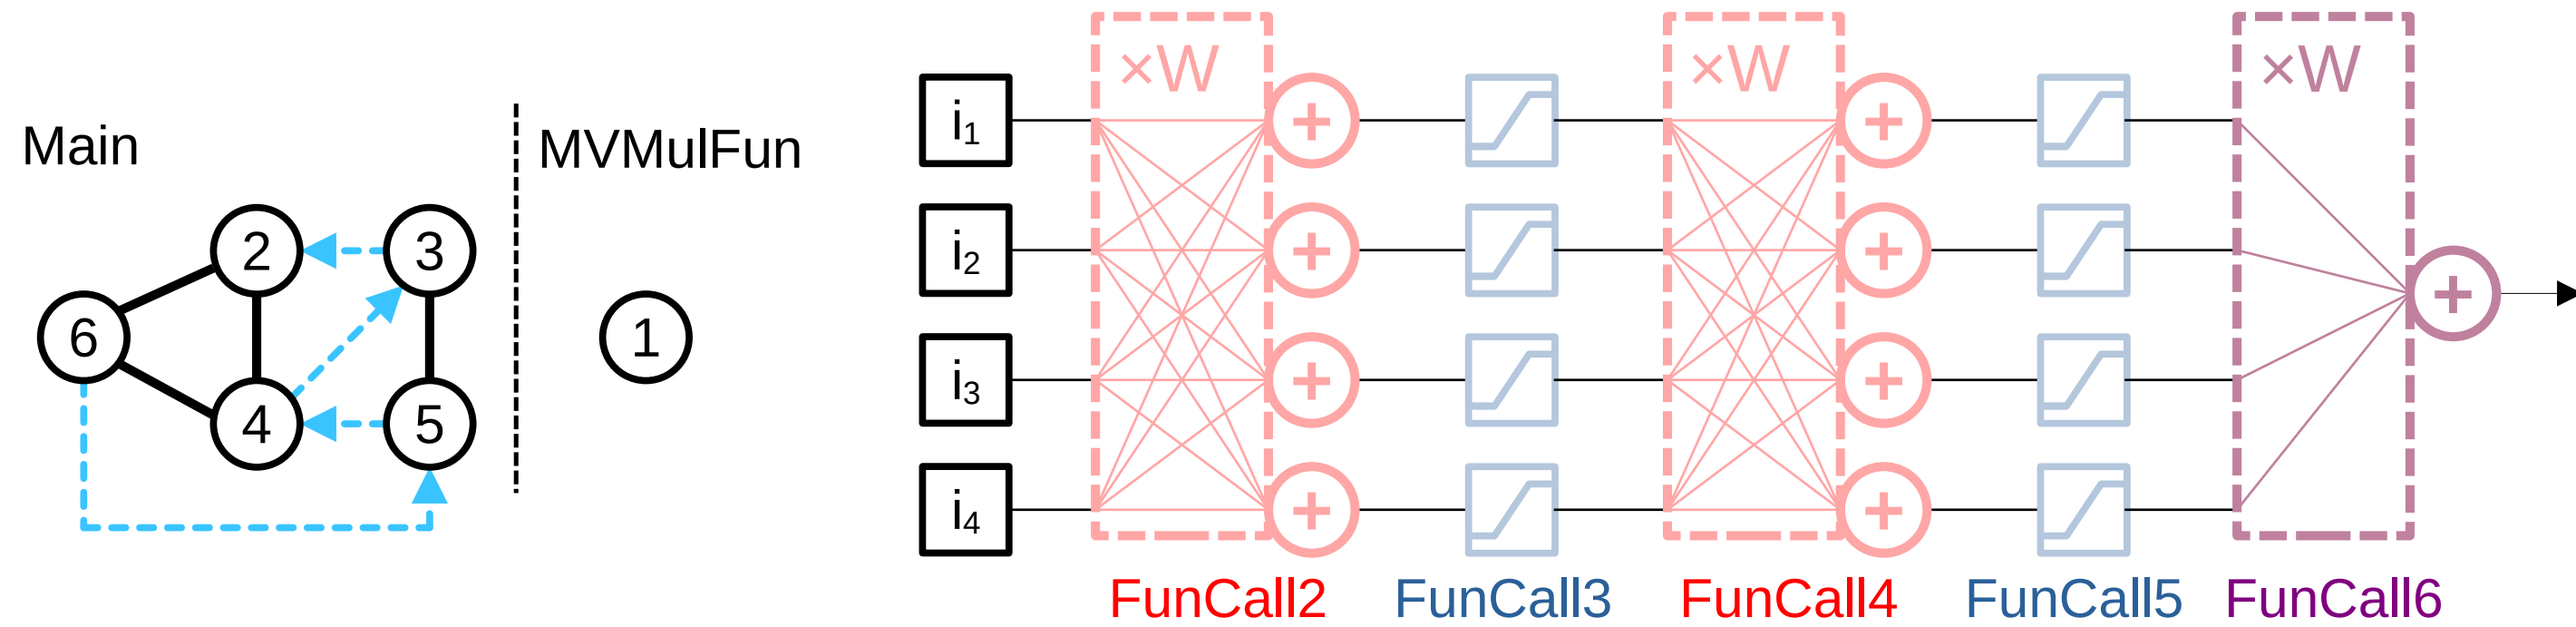 Main
MVMulFun
2
3
6
1
4
5
×W
×W
×W
i₁
i₂
i₃
i₄
+
+
+
+
+
+
+
+
+
FunCall2
FunCall3
FunCall4
FunCall5
FunCall6